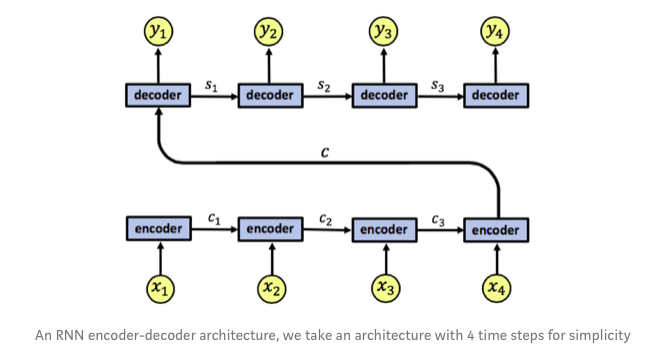 y₁ y₂ y₃ y₄
decoder s₁ decoder s₂ decoder s₃ decoder
c
encoder c₁ encoder c₂ encoder c₃ encoder
x₁ x₂ x₃ x₄
An RNN encoder-decoder architecture, we take an architecture with 4 time steps for simplicity